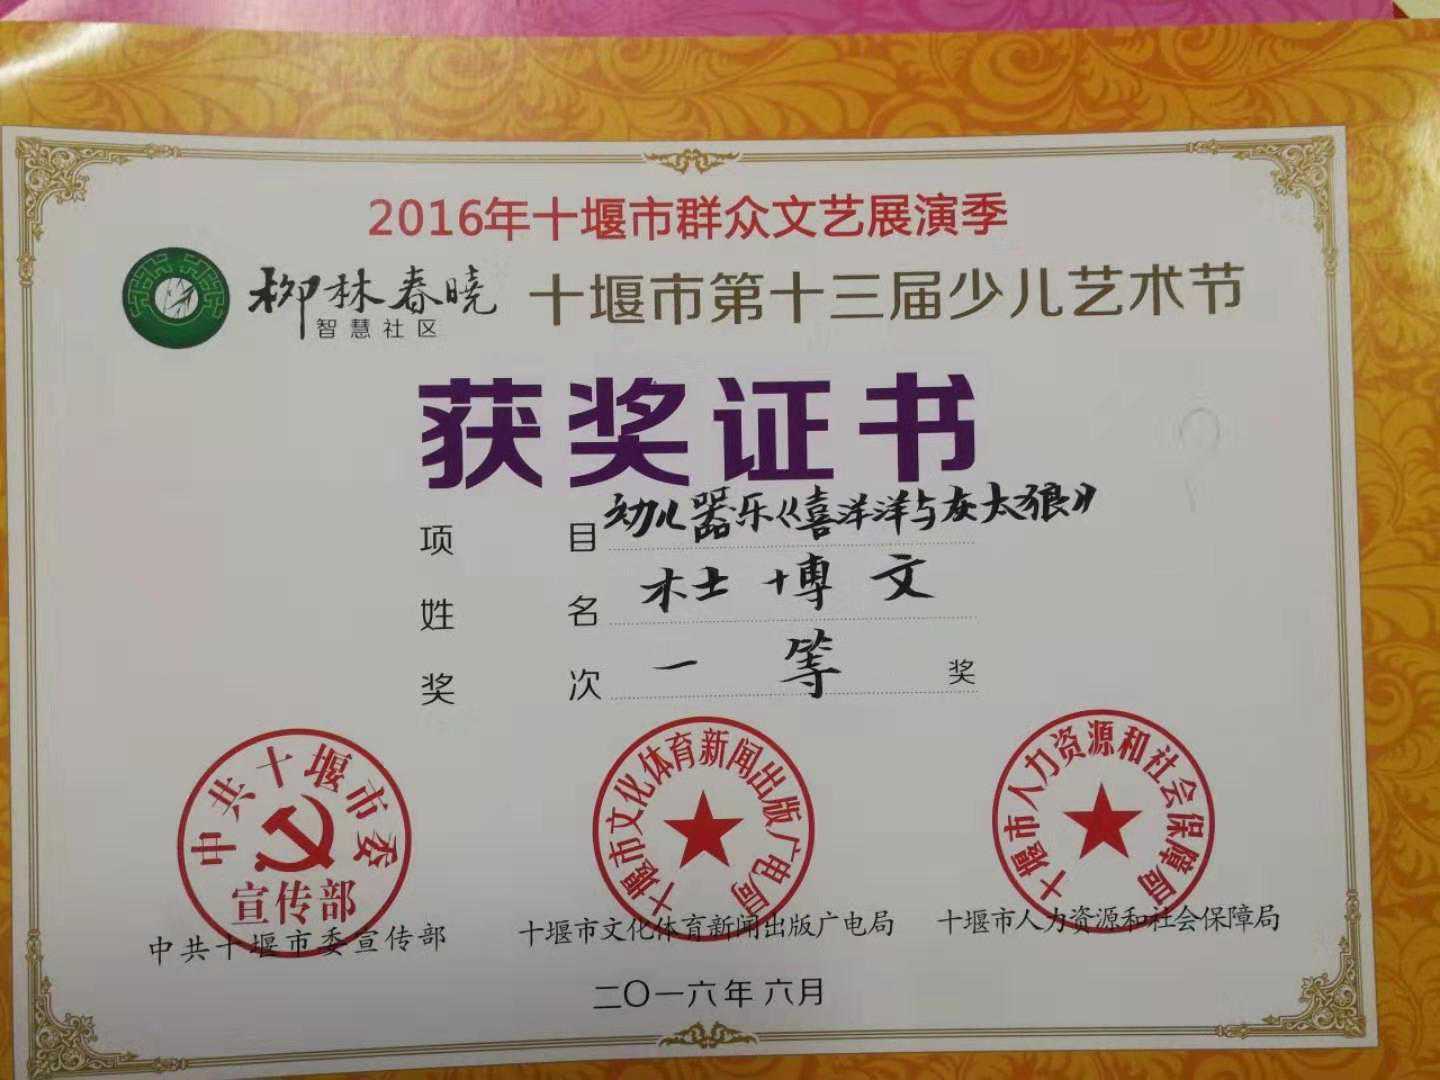 2016年十堰市群众文艺展演季
柳林春晓
智慧社区
十堰市第十三届少儿艺术节
获奖证书
项目 幼儿器乐《喜洋洋与灰太狼》
姓名 杜博文
奖次 一等奖
中共十堰市委
宣传部
十堰市文化体育新闻出版广电局
十堰市人力资源和社会保障局
中共十堰市委宣传部
十堰市文化体育新闻出版广电局
十堰市人力资源和社会保障局
二〇一六年六月